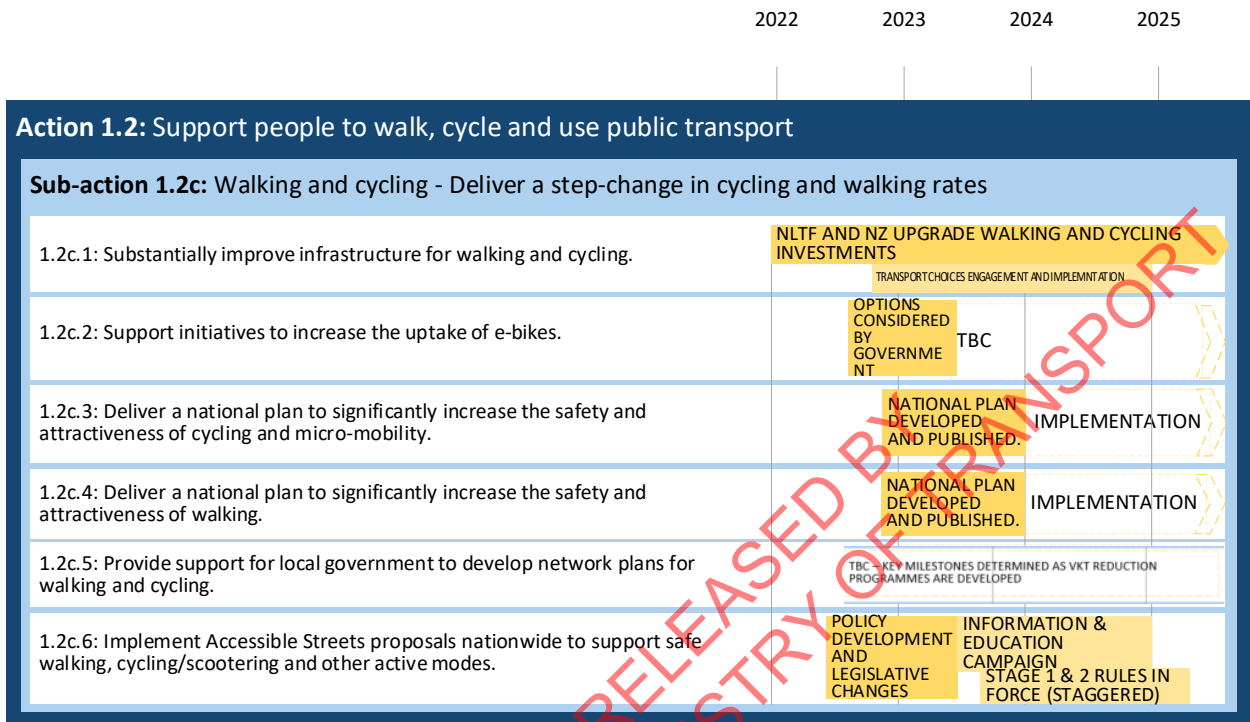 2022 2023 2024 2025
Action 1.2: Support people to walk, cycle and use public transport
Sub-action 1.2c: Walking and cycling - Deliver a step-change in cycling and walking rates
1.2c.1: Substantially improve infrastructure for walking and cycling.
NLTF AND NZ UPGRADE WALKING AND CYCLING
INVESTMENTS
TRANSPORT CHOICES ENGAGEMENT AND IMPLEMNTATION
1.2c.2: Support initiatives to increase the uptake of e-bikes.
OPTIONS
CONSIDERED
BY
GOVERNME
NT
TBC
1.2c.3: Deliver a national plan to significantly increase the safety and
attractiveness of cycling and micro-mobility.
NATIONAL PLAN
DEVELOPED
AND PUBLISHED.
IMPLEMENTATION
1.2c.4: Deliver a national plan to significantly increase the safety and
attractiveness of walking.
NATIONAL PLAN
DEVELOPED
AND PUBLISHED.
IMPLEMENTATION
1.2c.5: Provide support for local government to develop network plans for
walking and cycling.
TBC – KEY MILESTONES DETERMINED AS VKT REDUCTION
PROGRAMMES ARE DEVELOPED
1.2c.6: Implement Accessible Streets proposals nationwide to support safe
walking, cycling/scootering and other active modes.
POLICY
DEVELOPMENT
AND
LEGISLATIVE
CHANGES
INFORMATION &
EDUCATION
CAMPAIGN
STAGE 1 & 2 RULES IN
FORCE (STAGGERED)
RELEASED BY
MINISTRY OF TRANSPORT